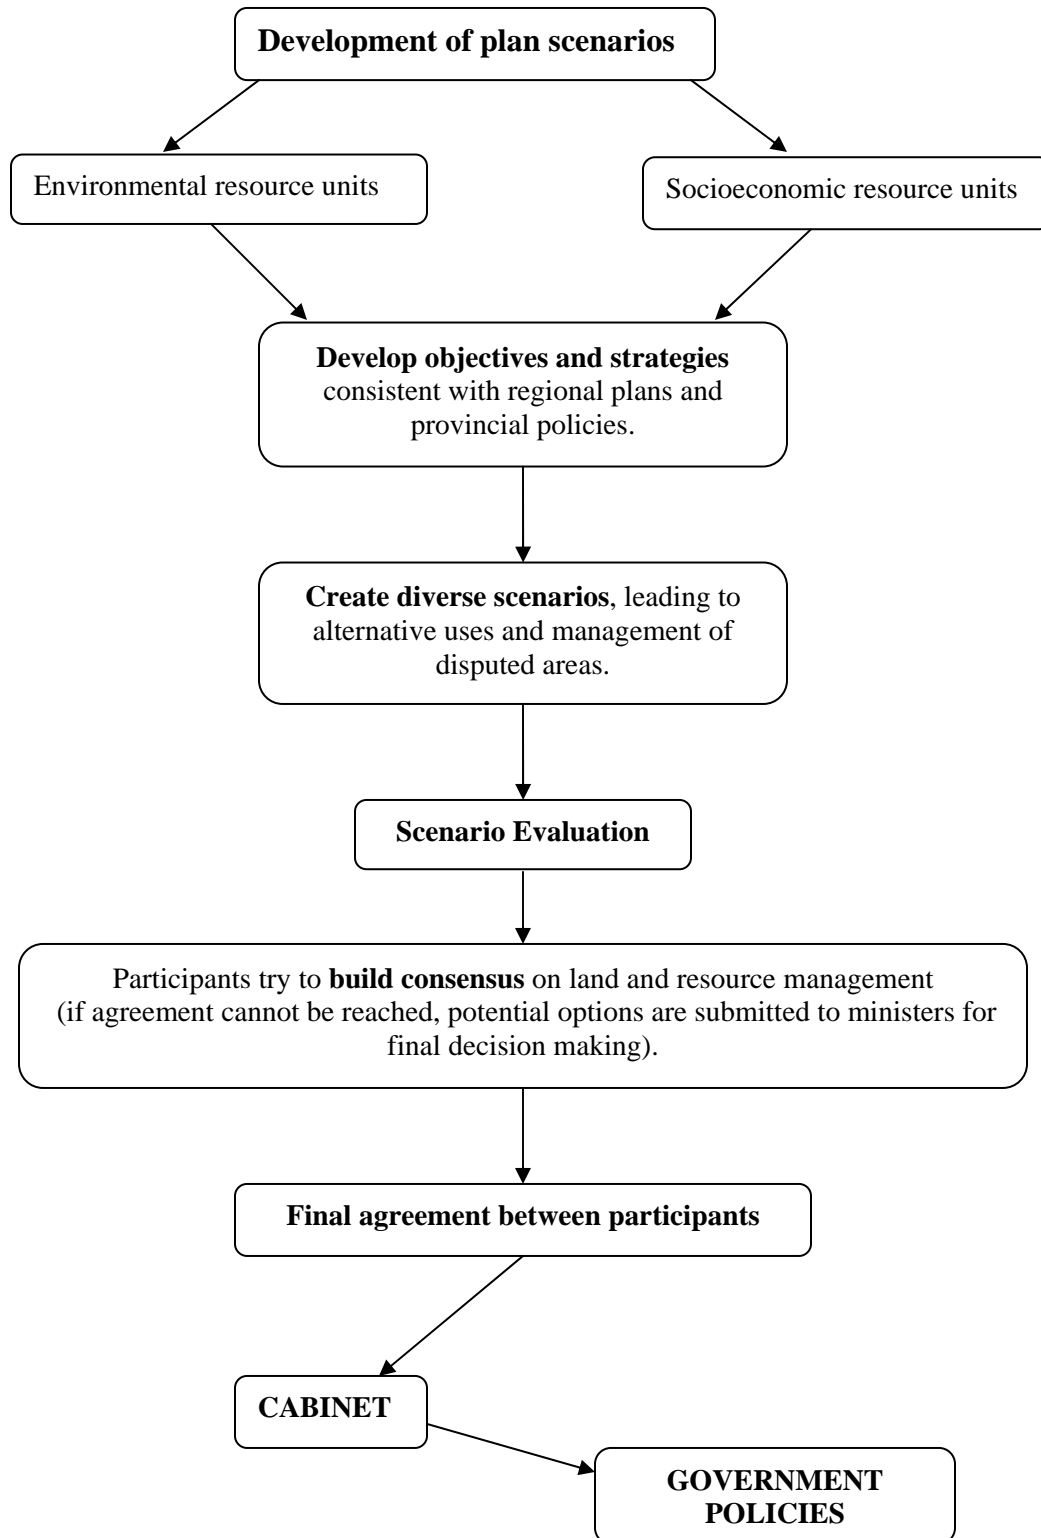 Development of plan scenarios
Environmental resource units
Socioeconomic resource units
Develop objectives and strategies
consistent with regional plans and
provincial policies.
Create diverse scenarios, leading to
alternative uses and management of
disputed areas.
Scenario Evaluation
Participants try to build consensus on land and resource management
(if agreement cannot be reached, potential options are submitted to ministers for
final decision making).
Final agreement between participants
CABINET
GOVERNMENT
POLICIES